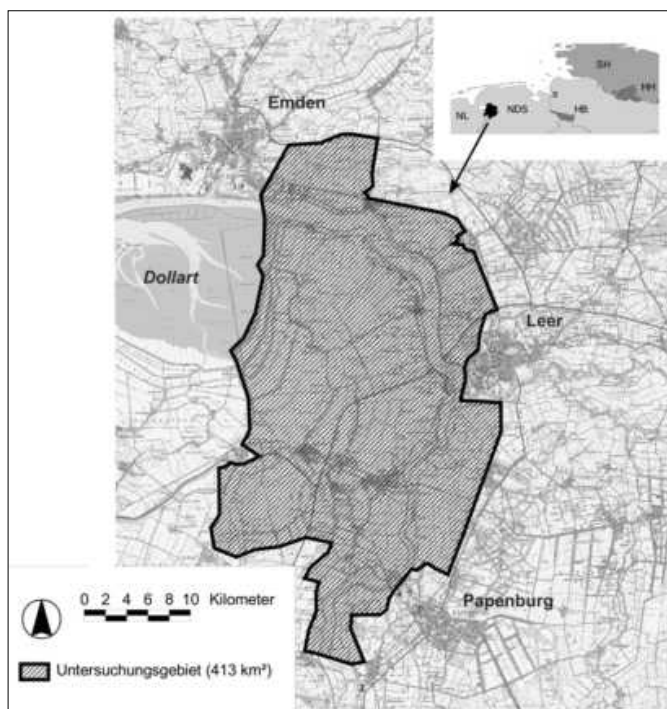 Emden
SH
HH
NL
NDS
HB
Dollart
Leer
Papenburg
0 2 4 6 8 10 Kilometer
Untersuchungsgebiet (413 km²)